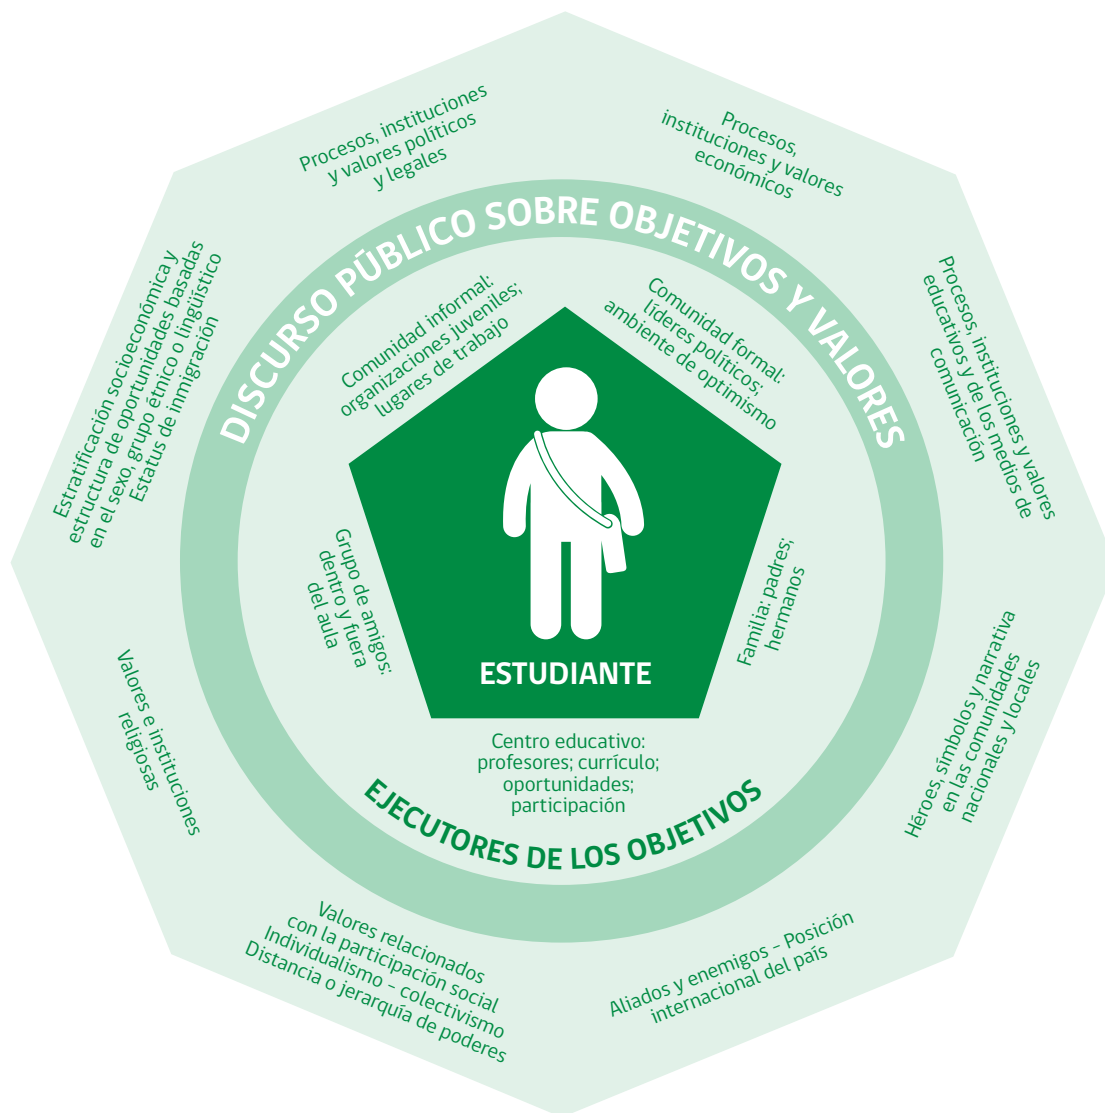 Procesos, instituciones
y valores políticos
y legales
Procesos,
instituciones y valores
económicos
Procesos, instituciones y valores
educativos y de los medios de
comunicación
Héroes, símbolos y narrativa
en las comunidades
nacionales y locales
Aliados y enemigos – Posición
internacional del país
Valores relacionados
con la participación social
Individualismo – colectivismo
Distancia o jerarquía de poderes
Valores e instituciones
religiosas
Estratificación socioeconómica y
estructura de oportunidades basadas
en el sexo, grupo étnico o lingüístico
Estatus de inmigración
DISCURSO PÚBLICO SOBRE OBJETIVOS Y VALORES
Comunidad informal:
organizaciones juveniles;
lugares de trabajo
Comunidad formal:
líderes políticos;
ambiente de optimismo
Familia: padres;
hermanos
Centro educativo:
profesores; currículo;
oportunidades;
participación
Grupo de amigos:
dentro y fuera
del aula
ESTUDIANTE
EJECUTORES DE LOS OBJETIVOS